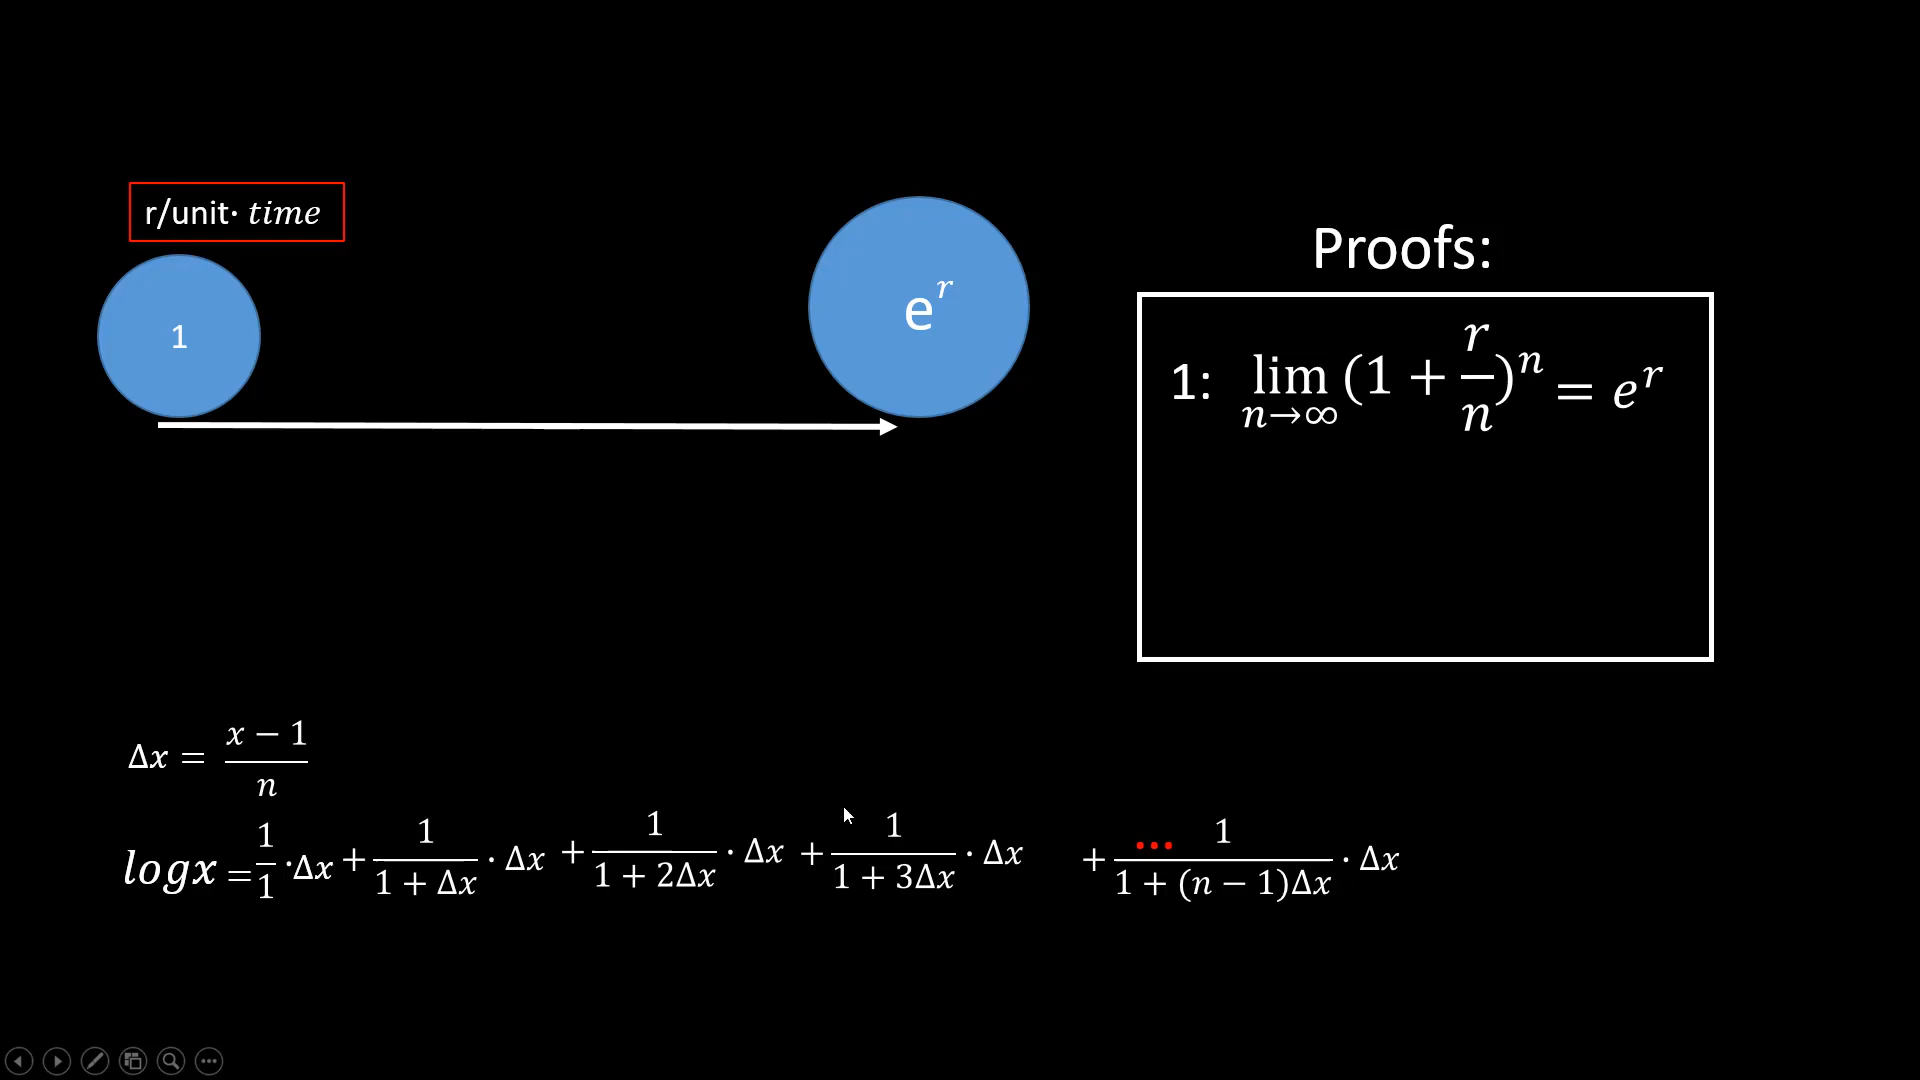 r/unit· time
1
e^r
Proofs:
1: lim_{n→∞} (1 + r/n)^n = e^r
Δx = (x − 1)/n
logx = 1/1 ·Δx + 1/(1 + Δx) · Δx + 1/(1 + 2Δx) · Δx + 1/(1 + 3Δx) · Δx + ... 1/(1 + (n − 1)Δx) · Δx